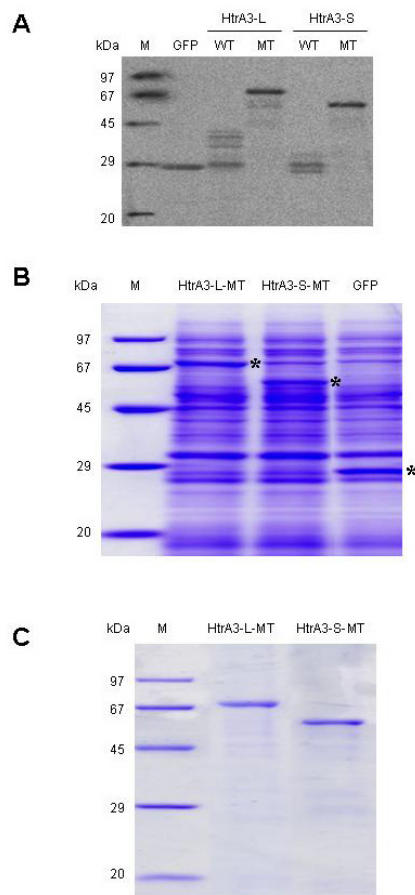 A
HtrA3-L HtrA3-S
kDa M GFP WT MT WT MT
97
67
45
29
20
B
kDa M HtrA3-L-MT HtrA3-S-MT GFP
97
67 *
* 
45
29 *
20
C
kDa M HtrA3-L-MT HtrA3-S-MT
97
67
45
29
20